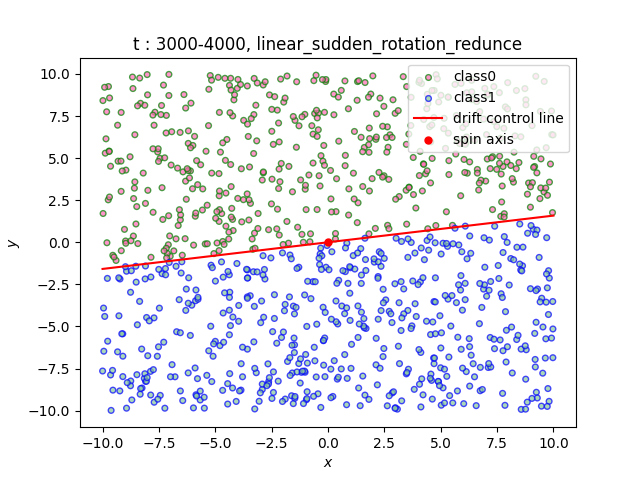 t : 3000-4000, linear_sudden_rotation_redunce
class0
class1
drift control line
spin axis
10.0
7.5
5.0
2.5
0.0
−2.5
−5.0
−7.5
−10.0
y
−10.0 −7.5 −5.0 −2.5 0.0 2.5 5.0 7.5 10.0
x